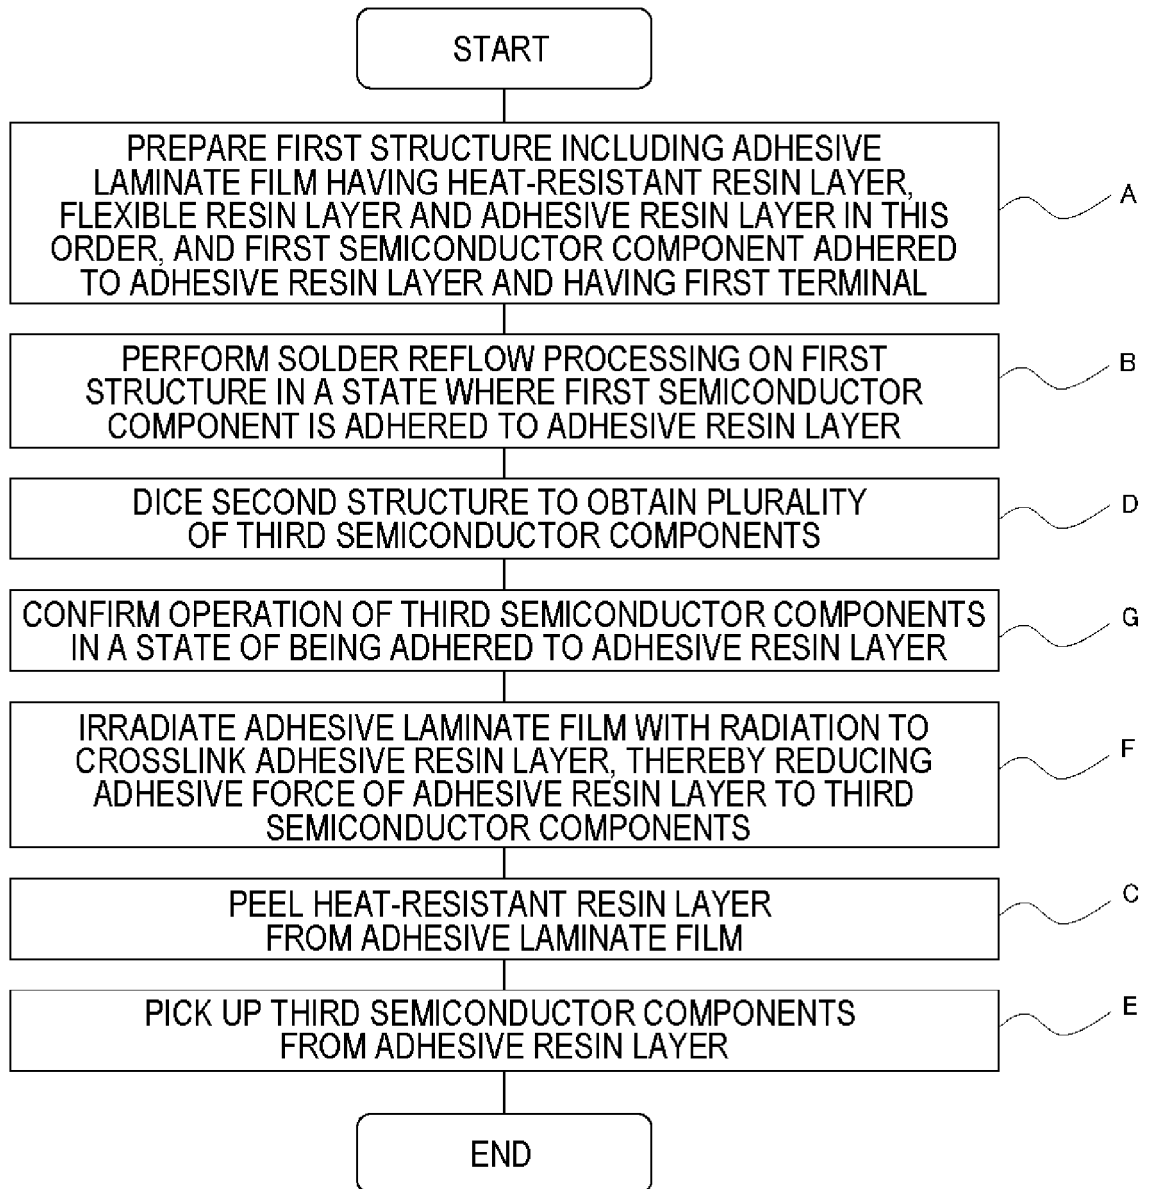 START
PREPARE FIRST STRUCTURE INCLUDING ADHESIVE
LAMINATE FILM HAVING HEAT-RESISTANT RESIN LAYER,
FLEXIBLE RESIN LAYER AND ADHESIVE RESIN LAYER IN THIS
ORDER, AND FIRST SEMICONDUCTOR COMPONENT ADHERED
TO ADHESIVE RESIN LAYER AND HAVING FIRST TERMINAL
A
PERFORM SOLDER REFLOW PROCESSING ON FIRST
STRUCTURE IN A STATE WHERE FIRST SEMICONDUCTOR
COMPONENT IS ADHERED TO ADHESIVE RESIN LAYER
B
DICE SECOND STRUCTURE TO OBTAIN PLURALITY
OF THIRD SEMICONDUCTOR COMPONENTS
D
CONFIRM OPERATION OF THIRD SEMICONDUCTOR COMPONENTS
IN A STATE OF BEING ADHERED TO ADHESIVE RESIN LAYER
G
IRRADIATE ADHESIVE LAMINATE FILM WITH RADIATION TO
CROSSLINK ADHESIVE RESIN LAYER, THEREBY REDUCING
ADHESIVE FORCE OF ADHESIVE RESIN LAYER TO THIRD
SEMICONDUCTOR COMPONENTS
F
PEEL HEAT-RESISTANT RESIN LAYER
FROM ADHESIVE LAMINATE FILM
C
PICK UP THIRD SEMICONDUCTOR COMPONENTS
FROM ADHESIVE RESIN LAYER
E
END